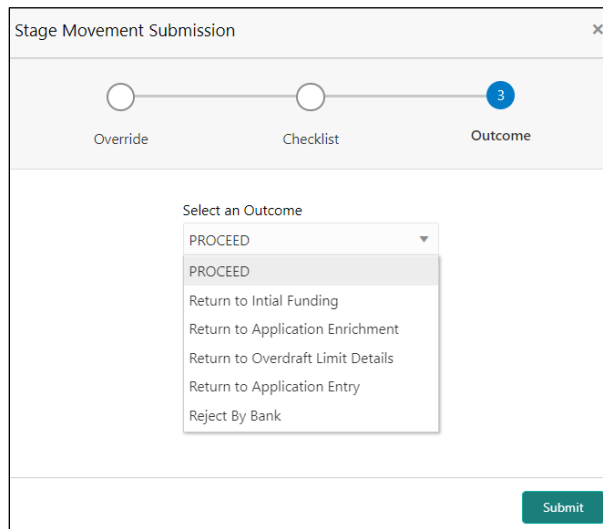 Stage Movement Submission ×
3
Override Checklist Outcome
Select an Outcome
PROCEED
PROCEED
Return to Intial Funding
Return to Application Enrichment
Return to Overdraft Limit Details
Return to Application Entry
Reject By Bank
Submit